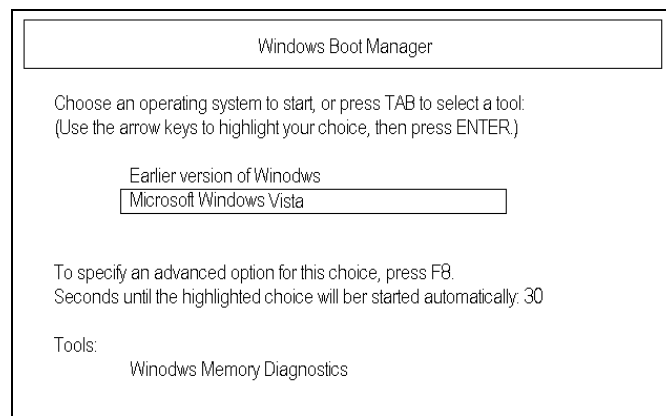 Windows Boot Manager
Choose an operating system to start, or press TAB to select a tool:
(Use the arrow keys to highlight your choice, then press ENTER.)
Earlier version of Winodws
Microsoft Windows Vista
To specify an advanced option for this choice, press F8.
Seconds until the highlighted choice will ber started automatically: 30
Tools:
Winodws Memory Diagnostics